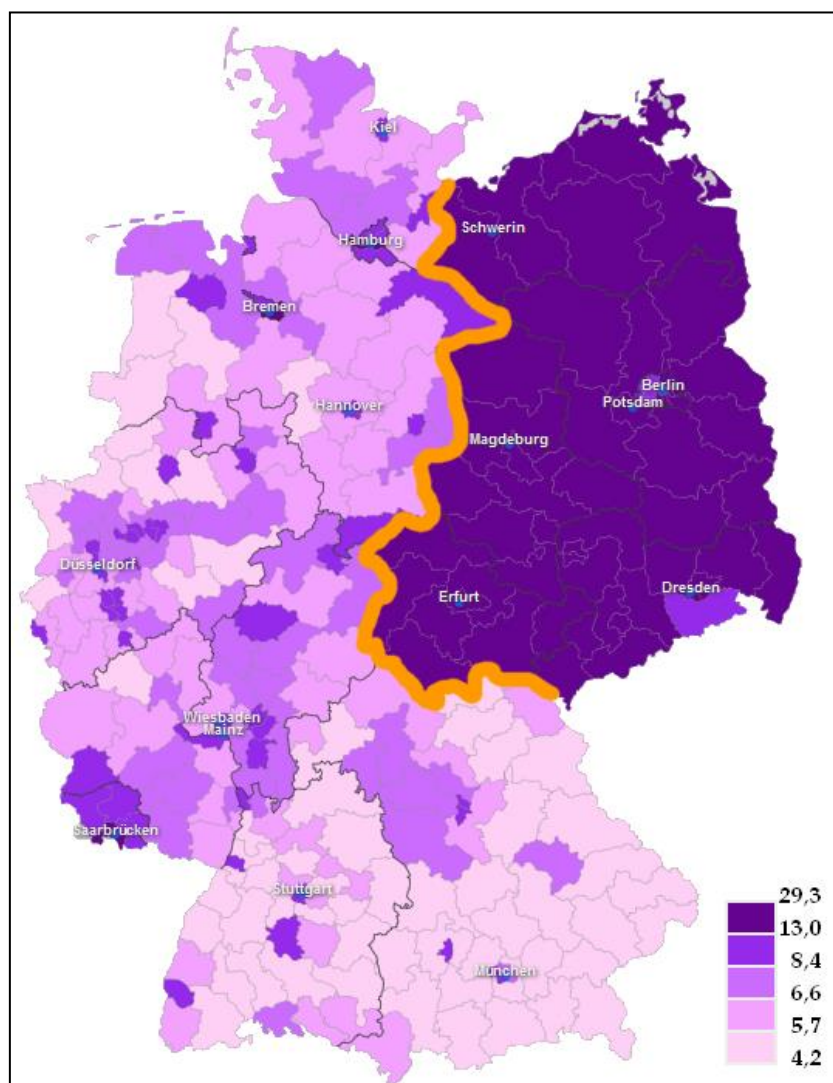 Kiel
Schwerin
Hamburg
Bremen
Berlin
Potsdam
Hannover
Magdeburg
Düsseldorf
Dresden
Erfurt
Wiesbaden
Mainz
Saarbrücken
Stuttgart
München
29,3
13,0
8,4
6,6
5,7
4,2